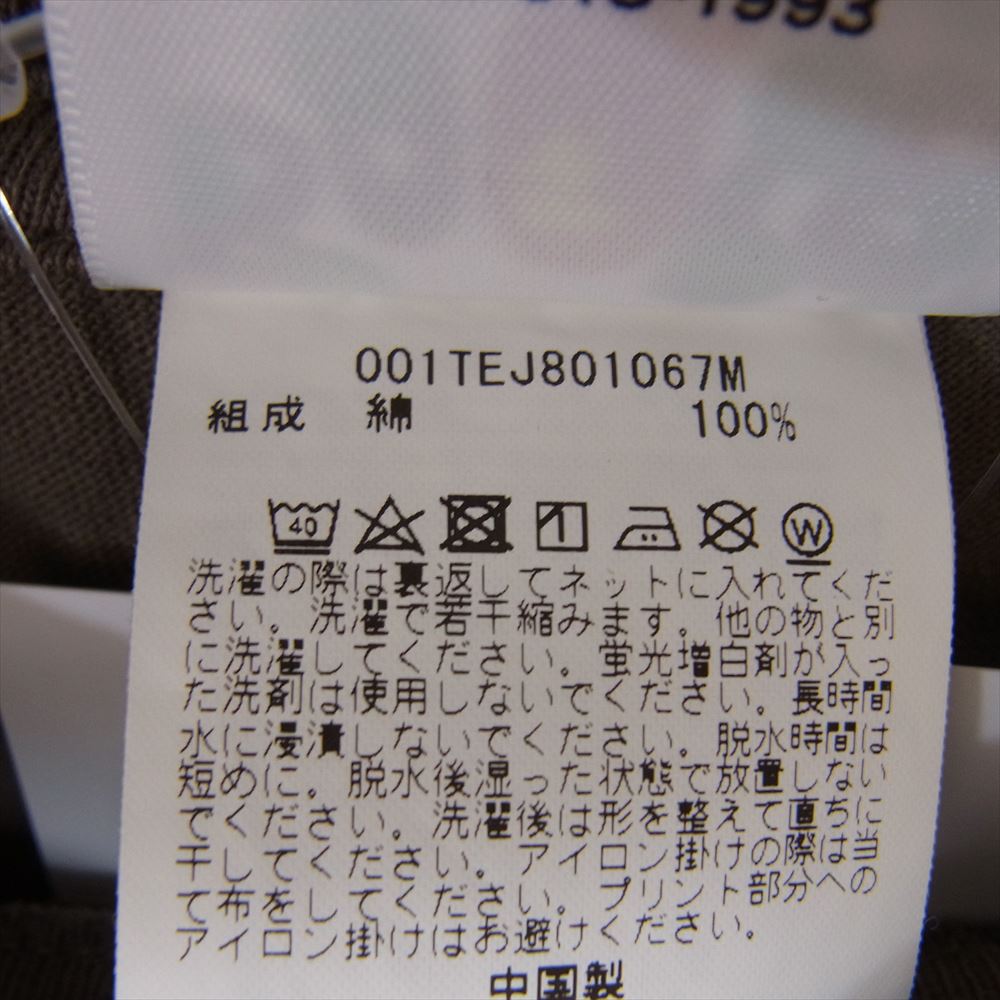 1993
001TEJ801067M
組成 綿 100%
40 W
洗濯の際は裏返してネットに入れてくだ
さい。洗濯で若干縮みます。他の物と別
に洗濯してください。蛍光増白剤が入っ
た洗剤は使用しないでください。長時間
水に浸漬しないでください。脱水時間は
短めに。脱水後湿った状態で放置しない
でください。洗濯後は形を整えて直ちに
干してください。アイロン掛けの際は当
て布をしてください。プリント部分への
アイロン掛けはお避けください。
中国製